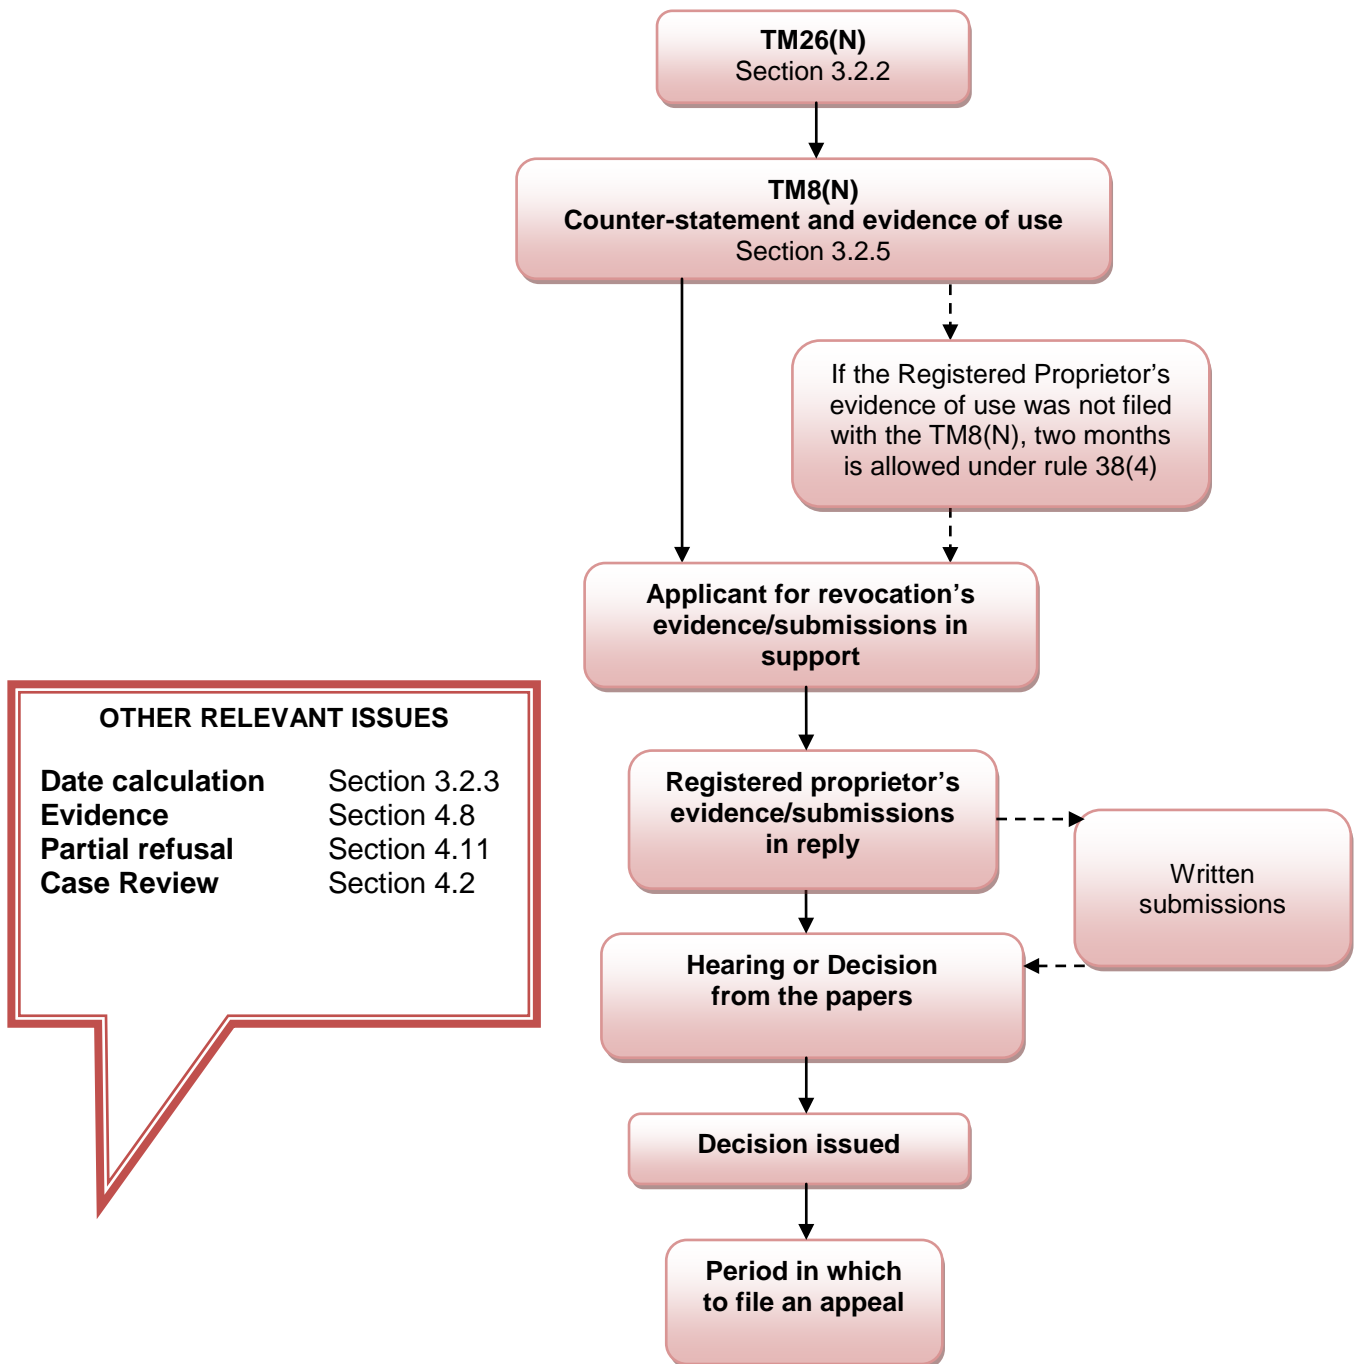 TM26(N)
Section 3.2.2
TM8(N)
Counter-statement and evidence of use
Section 3.2.5
If the Registered Proprietor’s
evidence of use was not filed
with the TM8(N), two months
is allowed under rule 38(4)
Applicant for revocation’s
evidence/submissions in
support
OTHER RELEVANT ISSUES
Date calculation Section 3.2.3
Evidence Section 4.8
Partial refusal Section 4.11
Case Review Section 4.2
Registered proprietor’s
evidence/submissions
in reply
Written
submissions
Hearing or Decision
from the papers
Decision issued
Period in which
to file an appeal